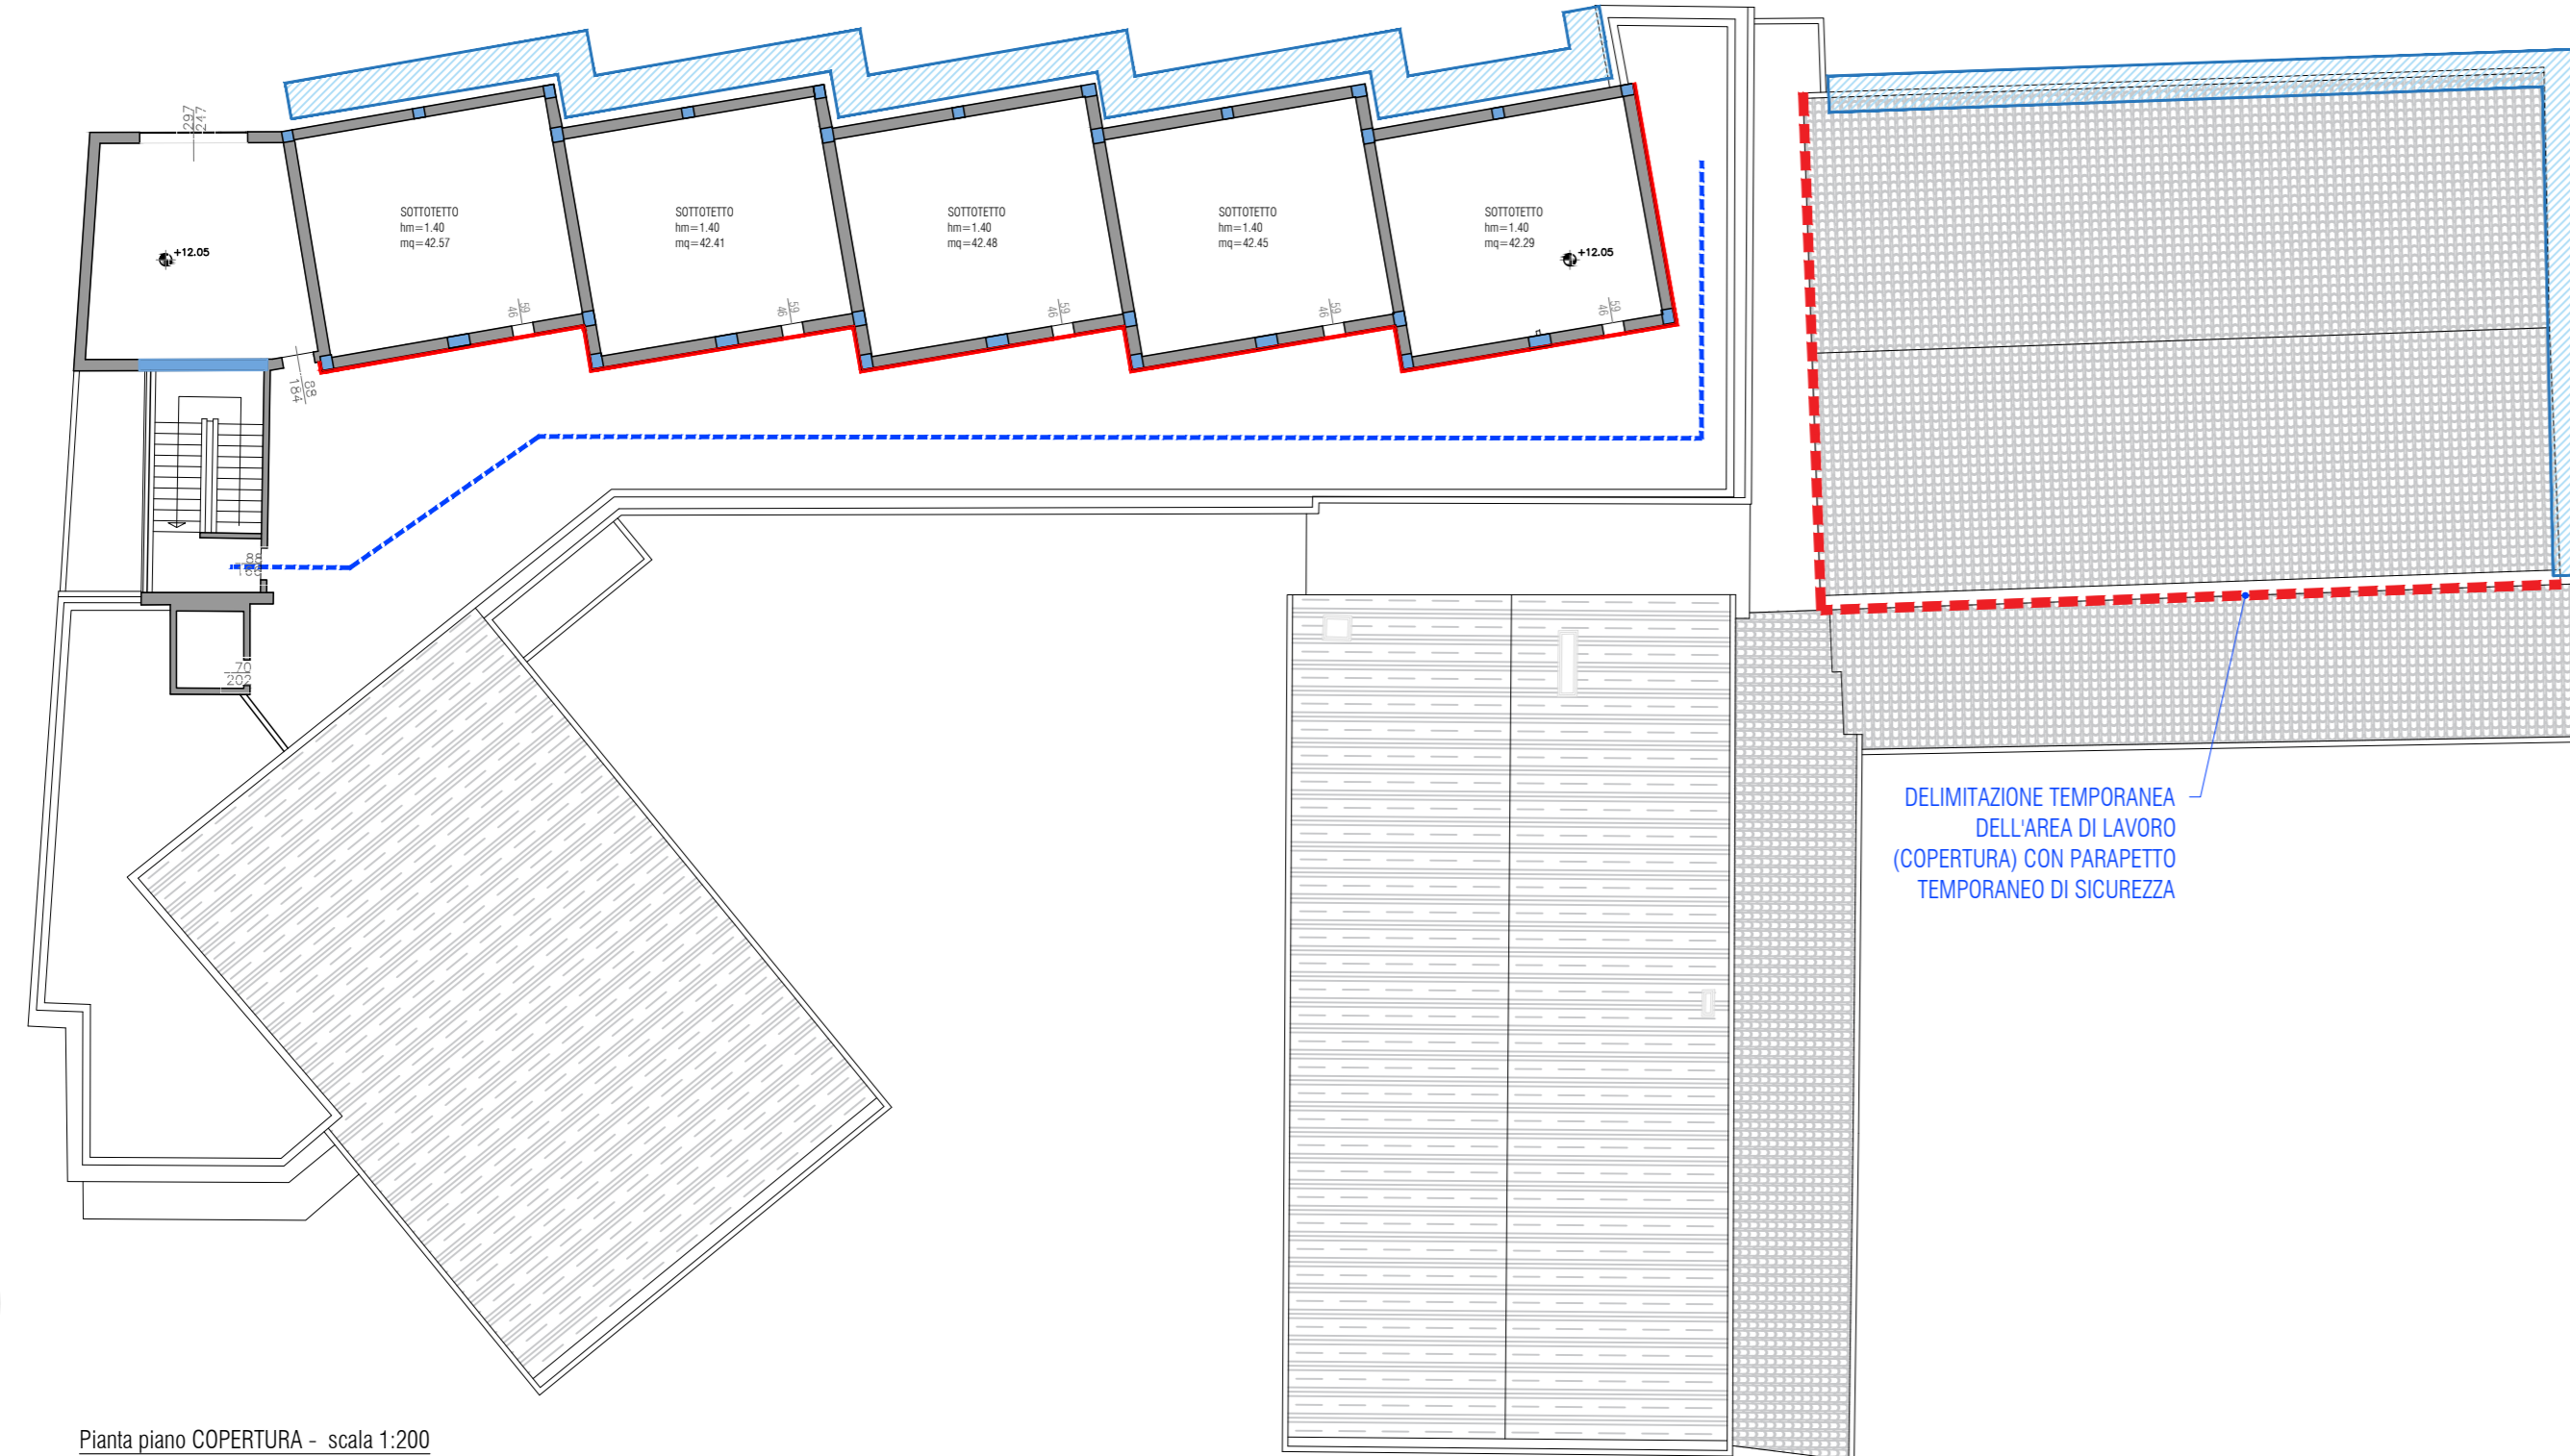 297
247
SOTTOTETTO
hm=1.40
mq=42.57
SOTTOTETTO
hm=1.40
mq=42.41
SOTTOTETTO
hm=1.40
mq=42.48
SOTTOTETTO
hm=1.40
mq=42.45
SOTTOTETTO
hm=1.40
mq=42.29
+12.05
+12.05
59
46
59
46
59
46
59
46
59
46
88
184
70
202
DELIMITAZIONE TEMPORANEA
DELL'AREA DI LAVORO
(COPERTURA) CON PARAPETTO
TEMPORANEO DI SICUREZZA
Pianta piano COPERTURA - scala 1:200